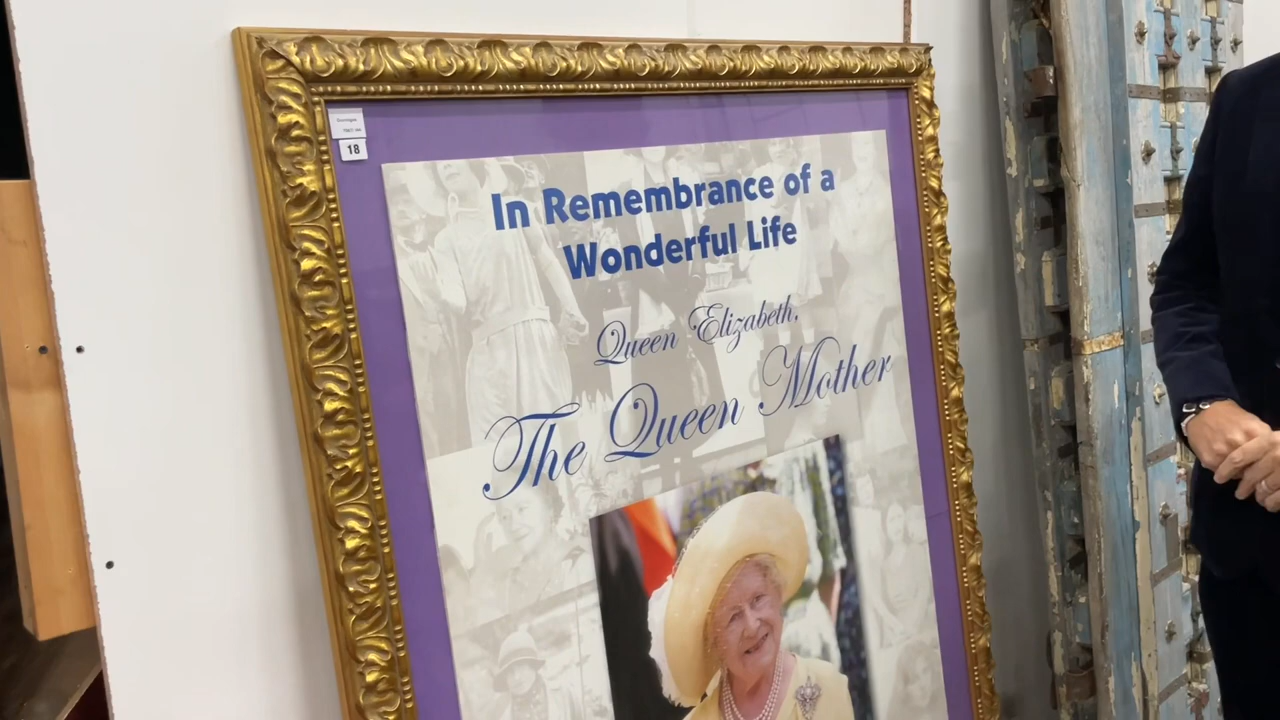 18
In Remembrance of a
Wonderful Life
Queen Elizabeth,
The Queen Mother